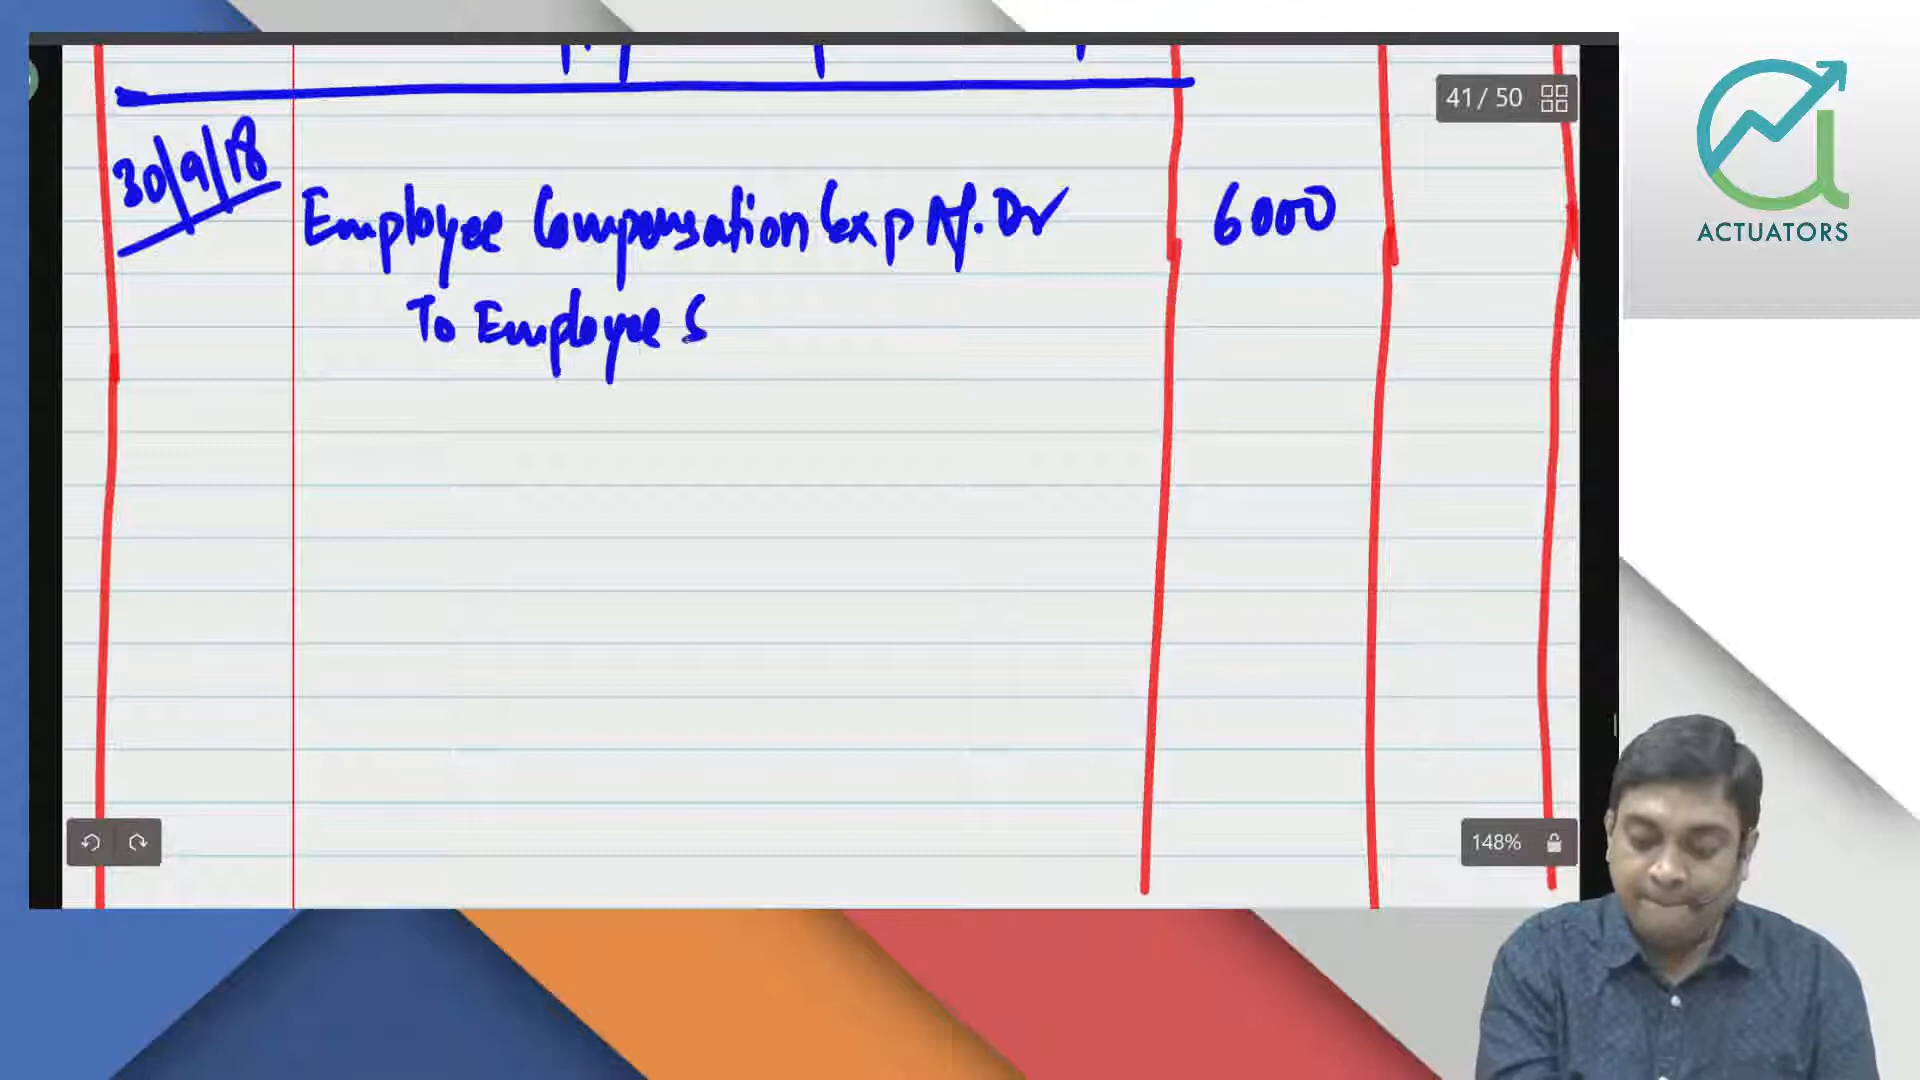 41 / 50
ACTUATORS
30/9/18
Employee Compensation Exp A/. Dr 6000
To Employee S
148%